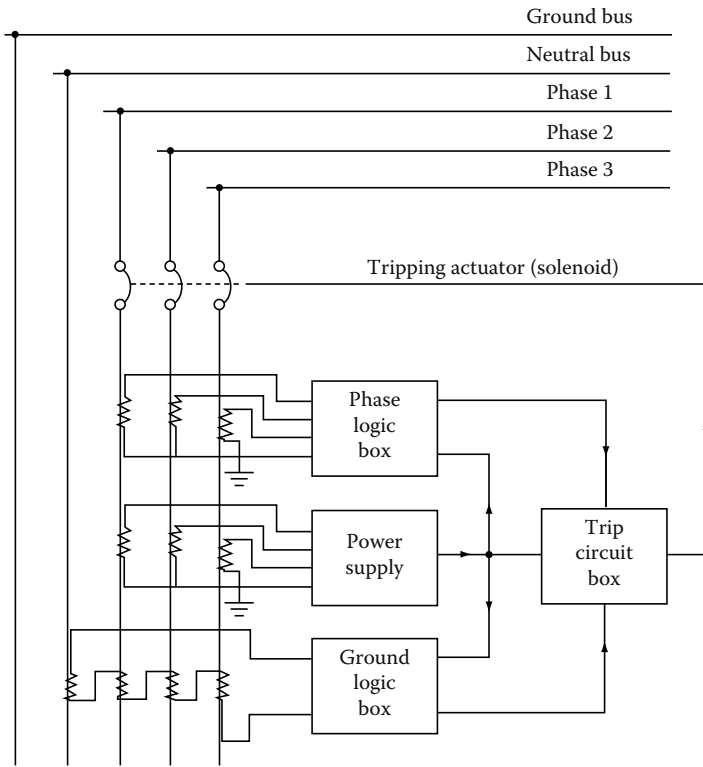 Ground bus
Neutral bus
Phase 1
Phase 2
Phase 3
Tripping actuator (solenoid)
Phase
logic
box
Power
supply
Trip
circuit
box
Ground
logic
box